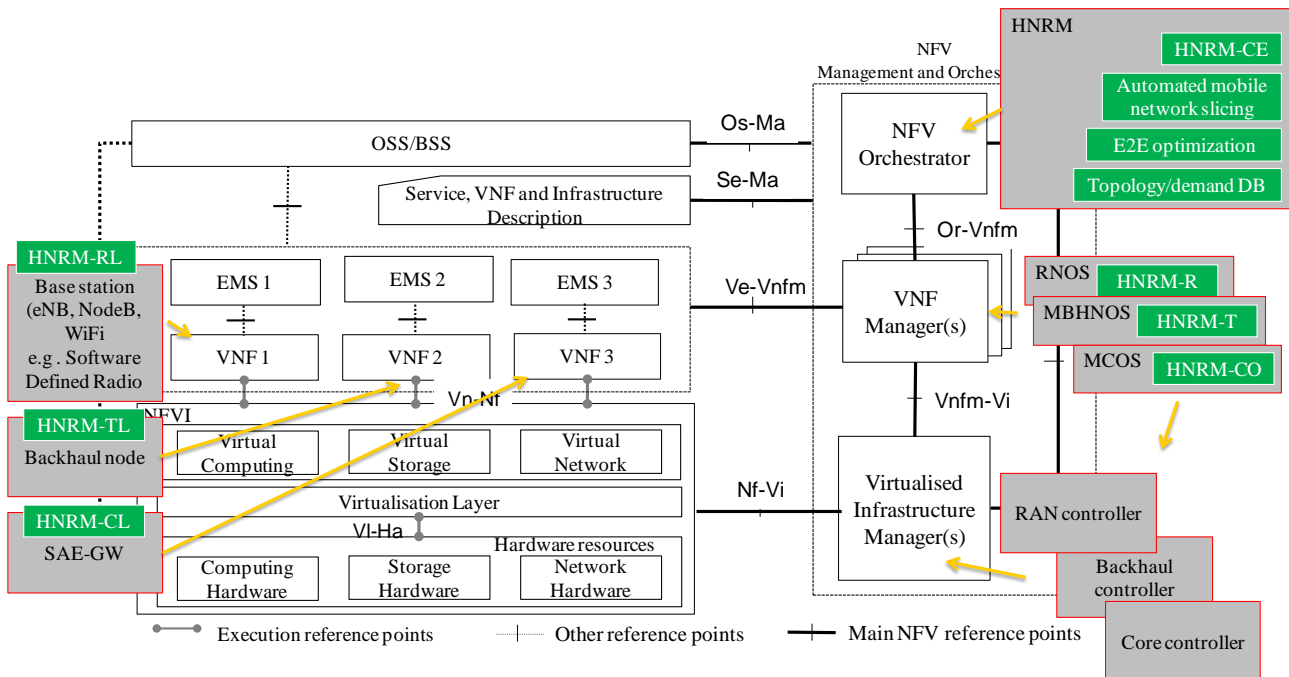 HNRM
HNRM-CE
Automated mobile
network slicing
E2E optimization
Topology/demand DB
NFV
Management and Orches
NFV
Orchestrator
Os-Ma
OSS/BSS
Se-Ma
Service, VNF and Infrastructure
Description
Or-Vnfm
HNRM-RL
Base station
(eNB, NodeB,
WiFi
e.g . Software
Defined Radio
EMS 1
EMS 2
EMS 3
VNF 1
VNF 2
VNF 3
Ve-Vnfm
VNF
Manager(s)
RNOS
HNRM-R
MBHNOS
HNRM-T
MCOS
HNRM-CO
Vn-Nf
Vnfm-Vi
NFVI
HNRM-TL
Backhaul node
Virtual
Computing
Virtual
Storage
Virtual
Network
Virtualisation Layer
Nf-Vi
Virtualised
Infrastructure
Manager(s)
RAN controller
HNRM-CL
SAE-GW
Vl-Ha
Hardware resources
Computing
Hardware
Storage
Hardware
Network
Hardware
Backhaul
controller
Core controller
Execution reference points
Other reference points
Main NFV reference points